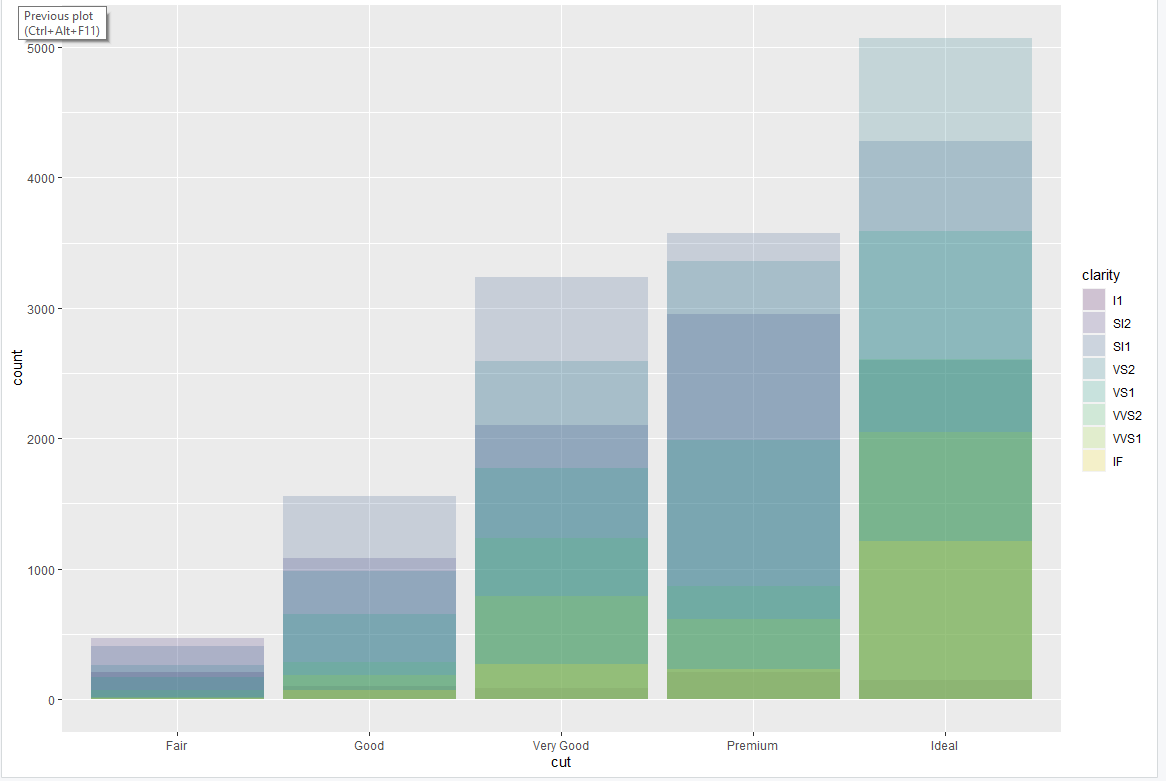 Previous plot
(Ctrl+Alt+F11)
5000
4000
3000
2000
1000
0
count
Fair Good Very Good Premium Ideal
cut
clarity
I1
SI2
SI1
VS2
VS1
VVS2
VVS1
IF